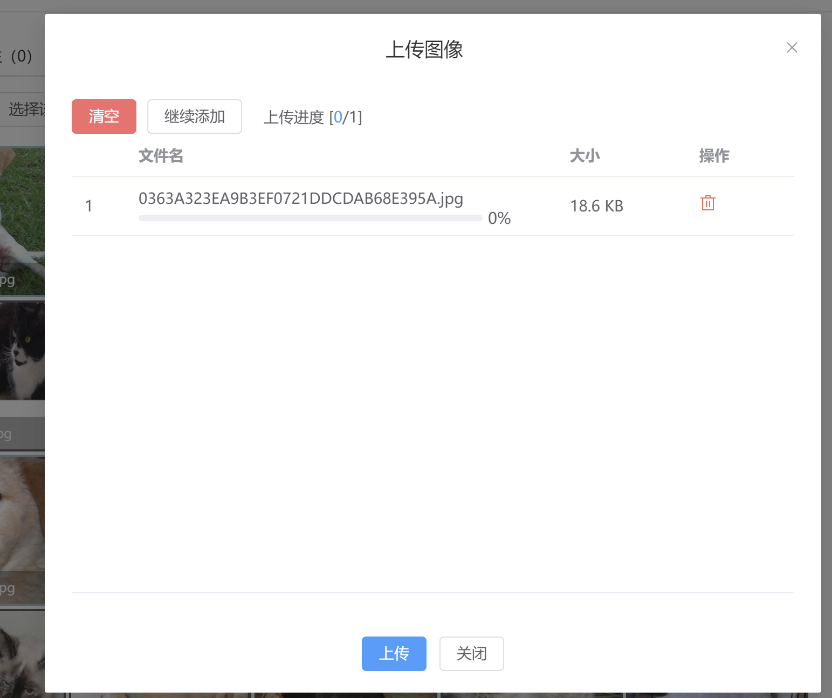 上传图像
（0）
清空 继续添加 上传进度 [0/1]
选择
文件名 大小 操作
1 0363A323EA9B3EF0721DDCDAB68E395A.jpg 18.6 KB
0%
pg
pg
pg
上传 关闭